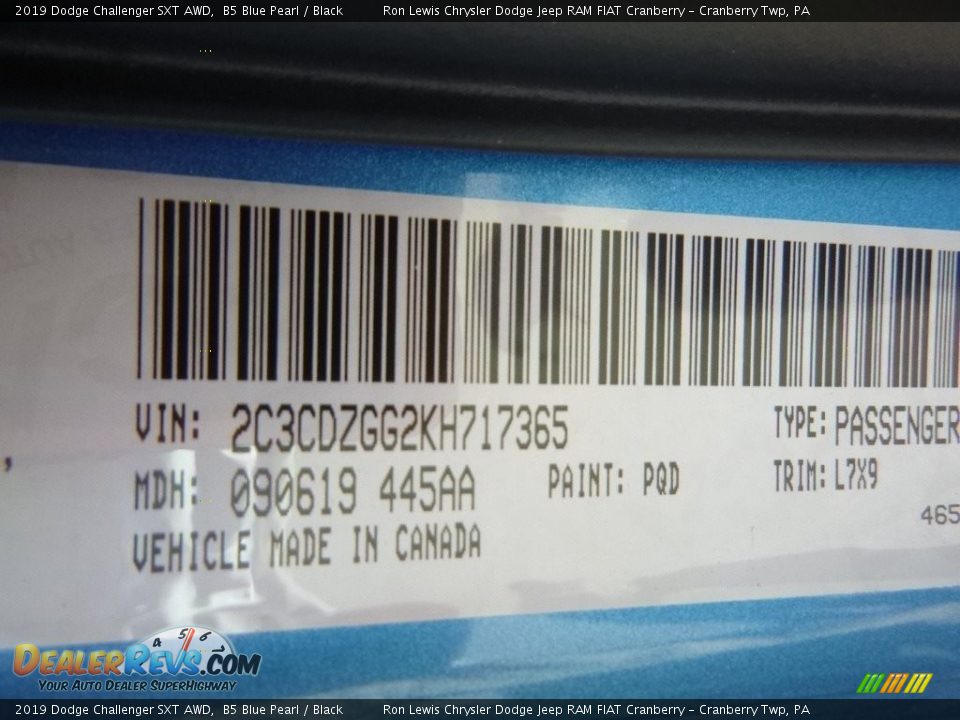 2019 Dodge Challenger SXT AWD,  B5 Blue Pearl / Black          Ron Lewis Chrysler Dodge Jeep RAM FIAT Cranberry – Cranberry Twp, PA
VIN: 2C3CDZGG2KH717365 TYPE: PASSENGER
MDH: 090619 445AA PAINT: PQD TRIM: L7X9
465
VEHICLE MADE IN CANADA
4 5 6
DEALERREVS.COM
YOUR AUTO DEALER SUPERHIGHWAY
2019 Dodge Challenger SXT AWD,  B5 Blue Pearl / Black          Ron Lewis Chrysler Dodge Jeep RAM FIAT Cranberry – Cranberry Twp, PA